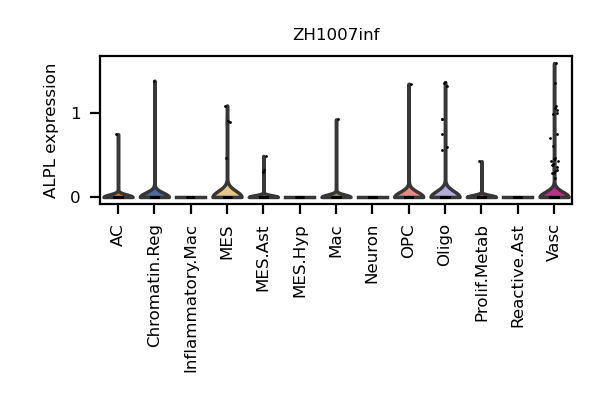 ZH1007inf
ALPL expression
1
0
AC
Chromatin.Reg
Inflammatory.Mac
MES
MES.Ast
MES.Hyp
Mac
Neuron
OPC
Oligo
Prolif.Metab
Reactive.Ast
Vasc